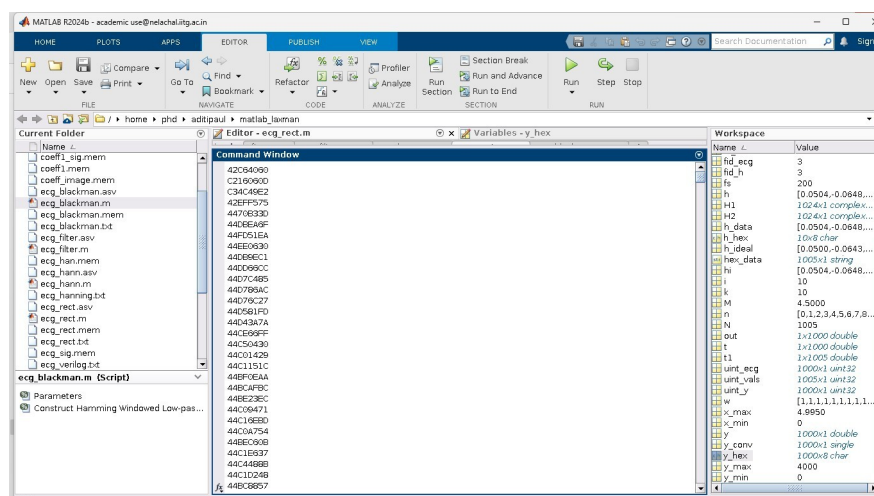 MATLAB R2024b - academic use@nelachal.iitg.ac.in
HOME PLOTS APPS EDITOR PUBLISH VIEW Search Documentation Sign
New Open Save Compare Print Go To Find Bookmark Refactor Profiler Analyze Run Section Section Break Run and Advance Run to End Run Step Stop
FILE NAVIGATE CODE ANALYZE SECTION RUN
/ home phd aditipaul matlab_laxman
Current Folder
Name
coeff1_sig.mem
coeff1.mem
coeff_image.mem
ecg_blackman.asv
ecg_blackman.m
ecg_blackman.mem
ecg_blackman.txt
ecg_filter.asv
ecg_filter.m
ecg_han.mem
ecg_hann.asv
ecg_hann.m
ecg_hanning.txt
ecg_rect.asv
ecg_rect.m
ecg_rect.mem
ecg_rect.txt
ecg_sig.mem
ecg_verilog.txt
ecg_blackman.m (Script)
Parameters
Construct Hamming Windowed Low-pas...
Editor - ecg_rect.m Variables - y_hex
Command Window
42C64060
C216060D
C34C49E2
42EFF575
4470B33D
44DBEA6F
44FD51EA
44EE0630
44DB9EC1
44DD66CC
44D7C485
44D786AC
44D76C27
44D581FD
44D43A7A
44CE66FF
44C50430
44C01429
44C1151C
44BF0EAA
44BCAFBC
44BE23EC
44C09471
44C16EBD
44C0A754
44BEC60B
44C1E637
44C4488B
44C1D24B
fx 44BC8857
Workspace
Name Value
fid_ecg 3
fid_h 3
fs 200
h [0.0504,-0.0648,...
H1 1024x1 complex...
H2 1024x1 complex...
h_data [0.0504,-0.0648,...
h_hex 10x8 char
h_ideal [0.0500,-0.0643,...
hex_data 1005x1 string
hi [0.0504,-0.0648,...
i 10
k 10
M 4.5000
n [0,1,2,3,4,5,6,7,8...
N 1005
out 1x1000 double
t 1x1000 double
t1 1x1005 double
uint_ecg 1000x1 uint32
uint_vals 1005x1 uint32
uint_y 1000x1 uint32
w [1,1,1,1,1,1,1,1,1...
x_max 4.9950
x_min 0
y 1000x1 double
y_conv 1000x1 single
y_hex 1000x8 char
y_max 4000
y_min 0